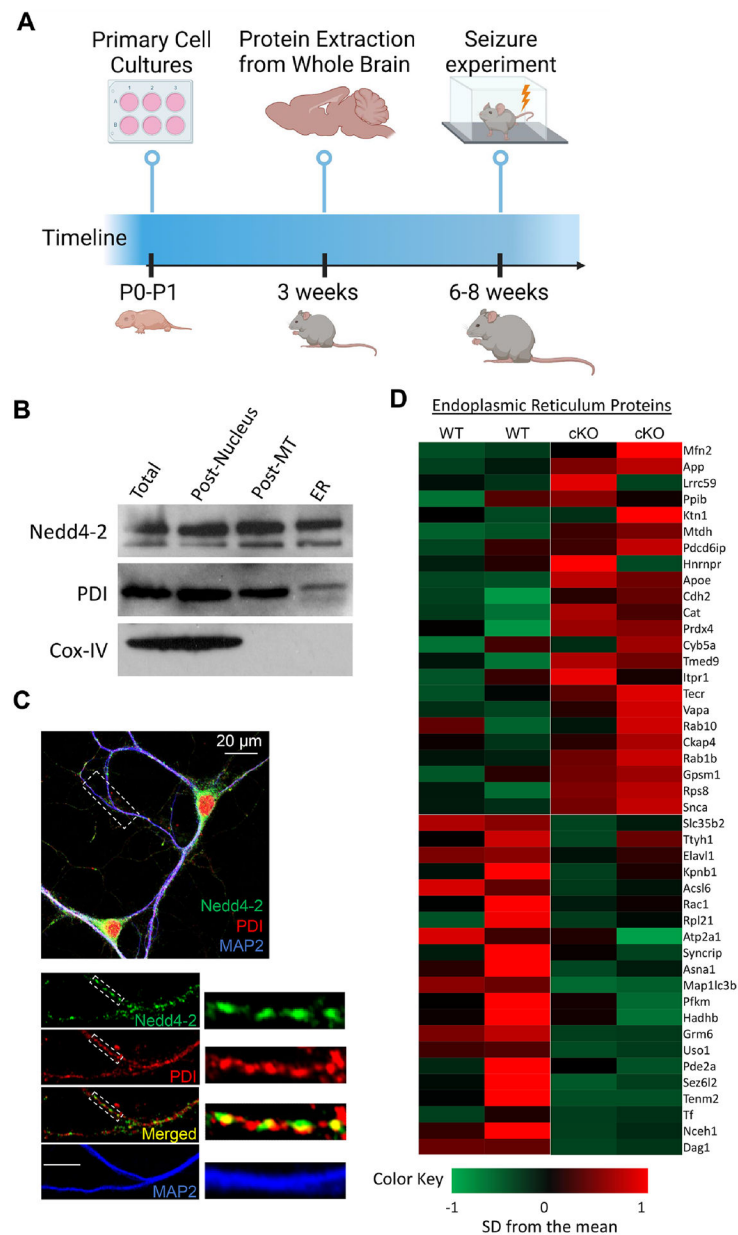 A
Primary Cell
Cultures
Protein Extraction
from Whole Brain
Seizure
experiment
1 2 3
A
B
Timeline
P0-P1
3 weeks
6-8 weeks
B
Total
Post-Nucleus
Post-MT
ER
Nedd4-2
PDI
Cox-IV
C
20 µm
Nedd4-2
PDI
MAP2
Nedd4-2
PDI
Merged
MAP2
D
Endoplasmic Reticulum Proteins
WT WT cKO cKO
Mfn2
App
Lrrc59
Ppib
Ktn1
Mtdh
Pdcd6ip
Hnrnpr
Apoe
Cdh2
Cat
Prdx4
Cyb5a
Tmed9
Itpr1
Tecr
Vapa
Rab10
Ckap4
Rab1b
Gpsm1
Rps8
Snca
Slc35b2
Ttyh1
Elavl1
Kpnb1
Acsl6
Rac1
Rpl21
Atp2a1
Syncrip
Asna1
Map1lc3b
Pfkm
Hadhb
Grm6
Uso1
Pde2a
Sez6l2
Tenm2
Tf
Nceh1
Dag1
Color Key
-1 0 1
SD from the mean